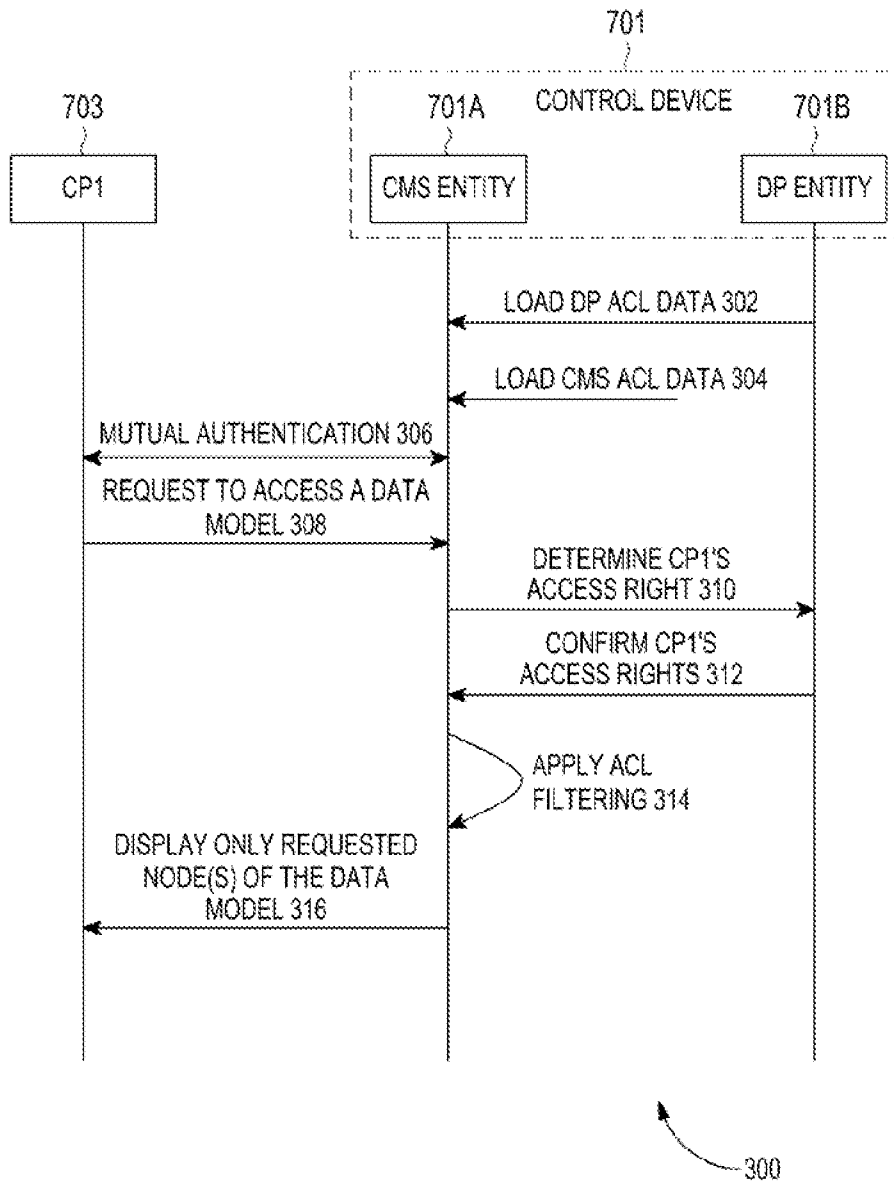 701
CONTROL DEVICE
703
701A
701B
CP1
CMS ENTITY
DP ENTITY
LOAD DP ACL DATA 302
LOAD CMS ACL DATA 304
MUTUAL AUTHENTICATION 306
REQUEST TO ACCESS A DATA
MODEL 308
DETERMINE CP1'S
ACCESS RIGHT 310
CONFIRM CP1'S
ACCESS RIGHTS 312
APPLY ACL
FILTERING 314
DISPLAY ONLY REQUESTED
NODE(S) OF THE DATA
MODEL 316
300